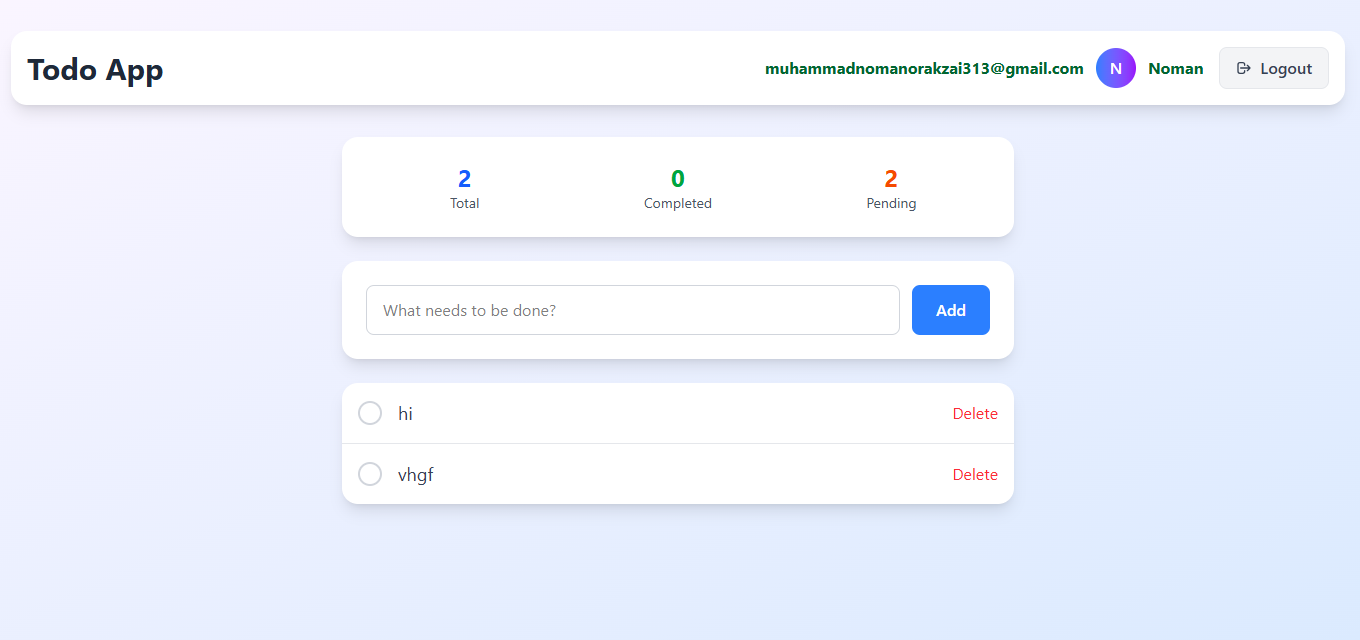 Todo App
muhammadnomanorakzai313@gmail.com N Noman Logout
2 0 2
Total Completed Pending
What needs to be done? Add
hi Delete
vhgf Delete